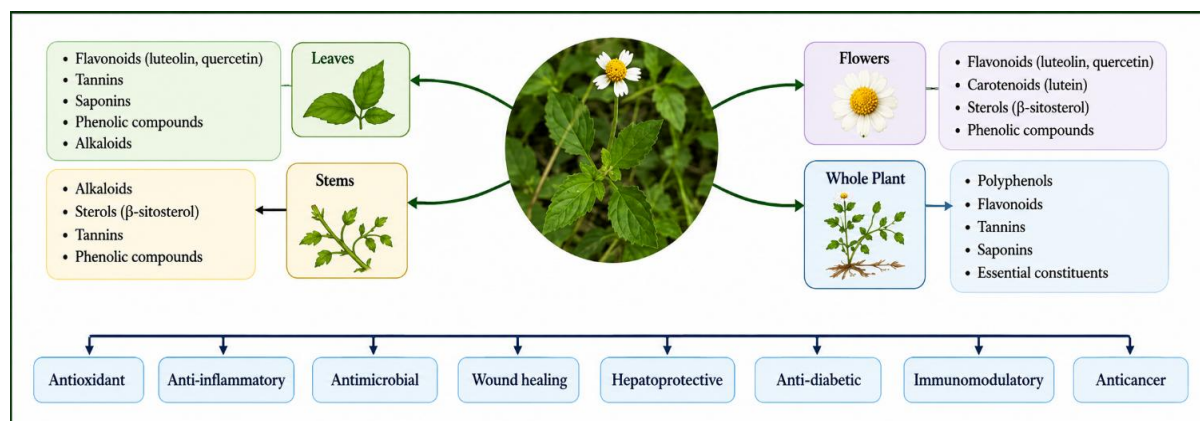 Leaves
• Flavonoids (luteolin, quercetin)
• Tannins
• Saponins
• Phenolic compounds
• Alkaloids
Stems
• Alkaloids
• Sterols (β-sitosterol)
• Tannins
• Phenolic compounds
Flowers
• Flavonoids (luteolin, quercetin)
• Carotenoids (lutein)
• Sterols (β-sitosterol)
• Phenolic compounds
Whole Plant
• Polyphenols
• Flavonoids
• Tannins
• Saponins
• Essential constituents
Antioxidant
Anti-inflammatory
Antimicrobial
Wound healing
Hepatoprotective
Anti-diabetic
Immunomodulatory
Anticancer